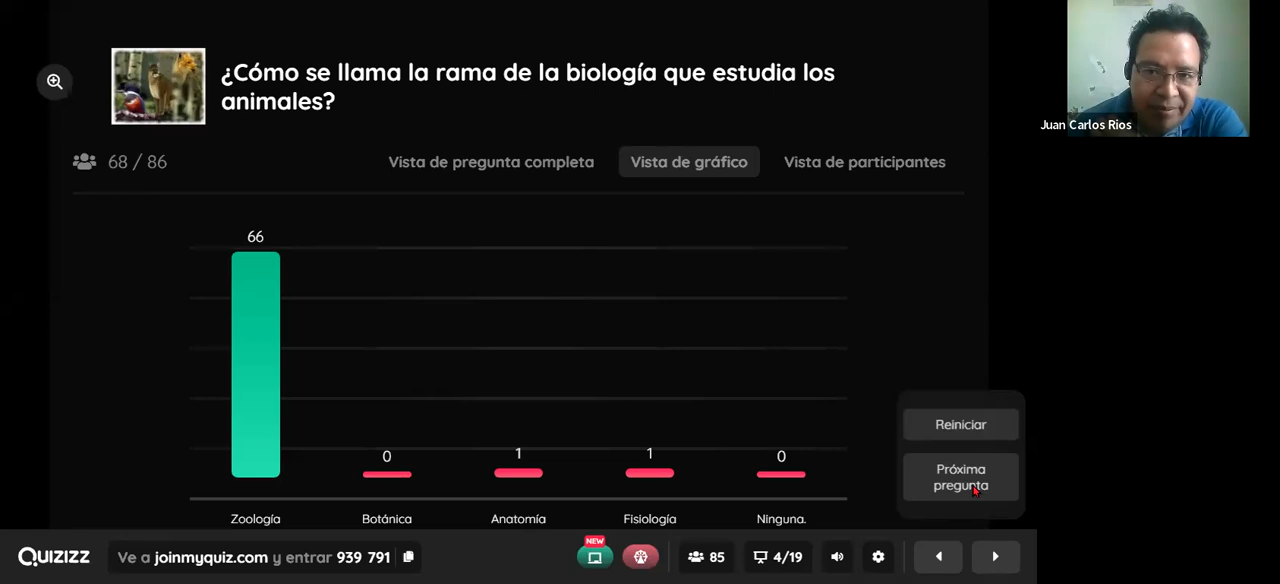 ¿Cómo se llama la rama de la biología que estudia los
animales?
Juan Carlos Rios
68 / 86
Vista de pregunta completa
Vista de gráfico
Vista de participantes
66
0
1
1
0
Zoología
Botánica
Anatomía
Fisiología
Ninguna.
Reiniciar
Próxima
pregunta
QUIZIZZ
Ve a joinmyquiz.com y entrar 939 791
NEW
85
4/19